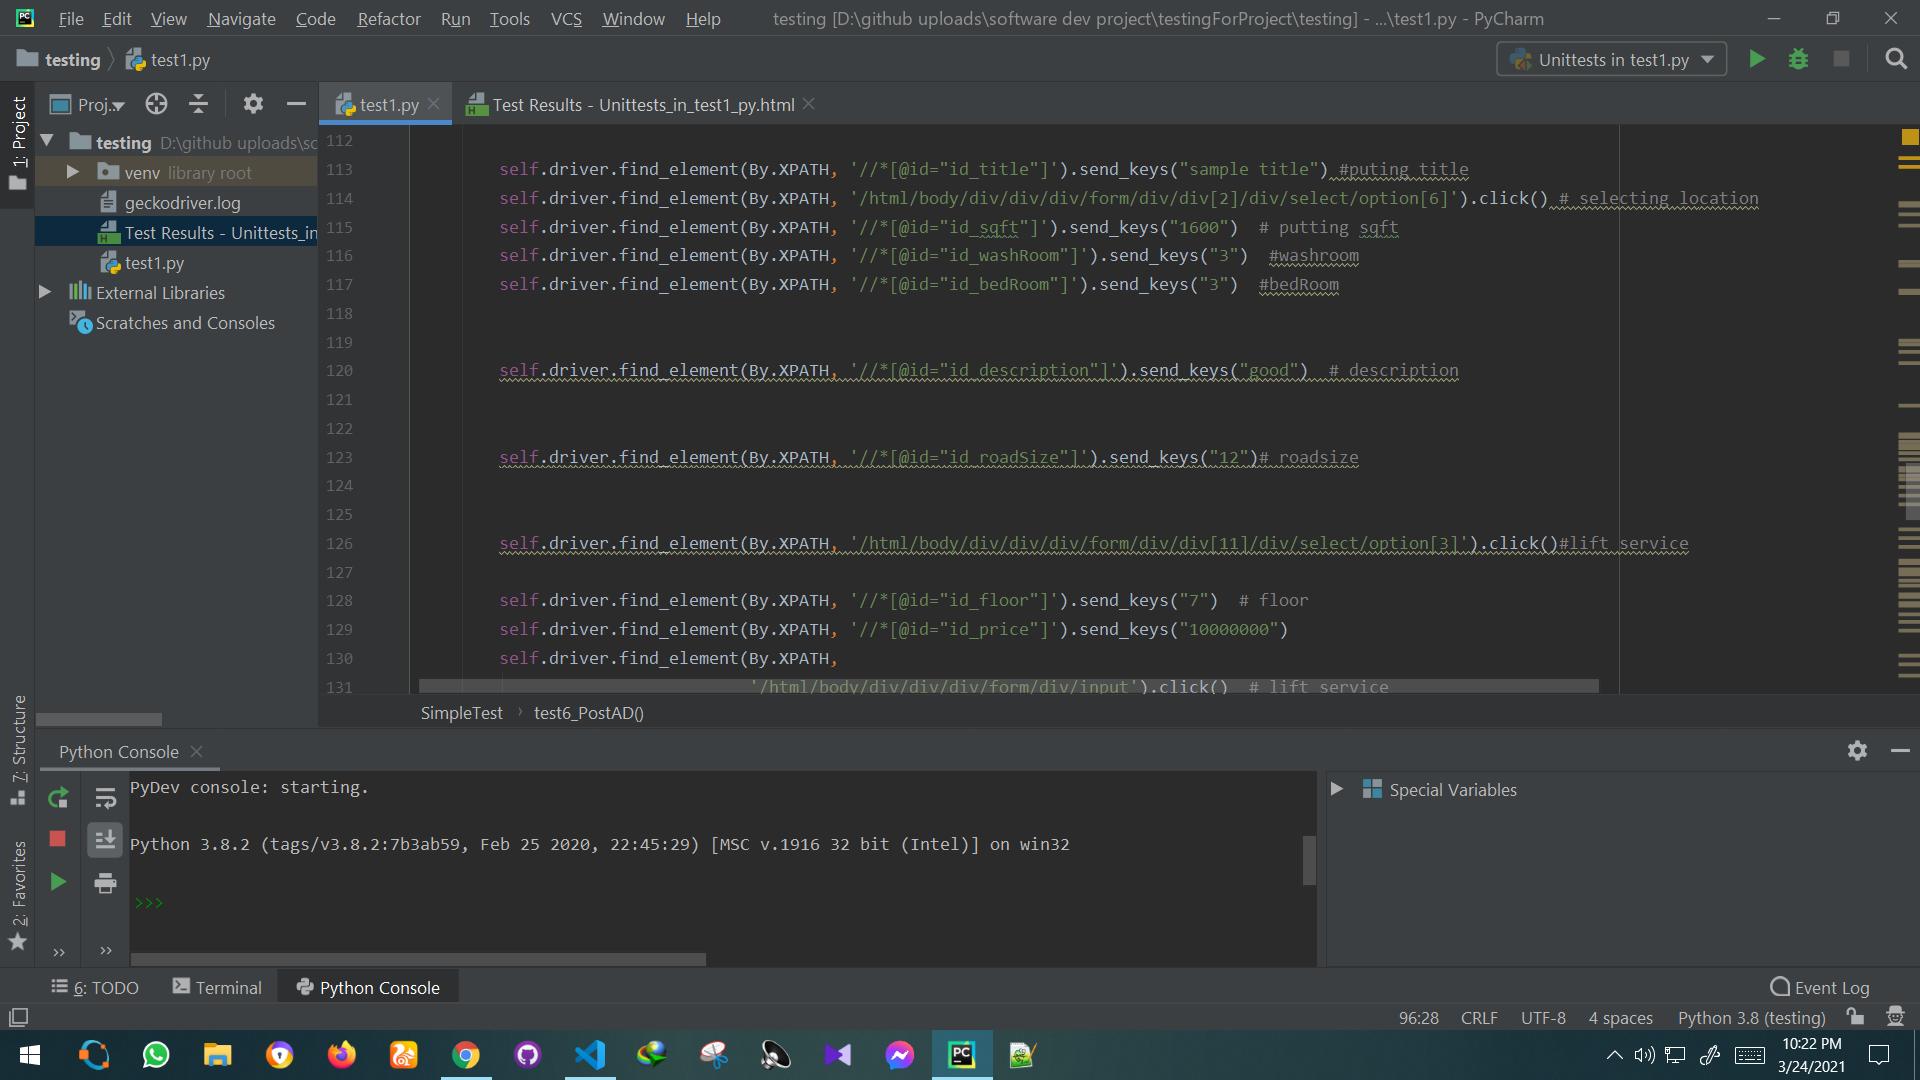 File Edit View Navigate Code Refactor Run Tools VCS Window Help testing [D:\github uploads\software dev project\testingForProject\testing] - ...\test1.py - PyCharm
testing test1.py Unittests in test1.py
1: Project
Proj... test1.py Test Results - Unittests_in_test1_py.html
testing D:\github uploads\sc
venv library root
geckodriver.log
Test Results - Unittests_in
test1.py
External Libraries
Scratches and Consoles
112
113 self.driver.find_element(By.XPATH, '//*[@id="id_title"]').send_keys("sample title") #puting title
114 self.driver.find_element(By.XPATH, '/html/body/div/div/div/form/div/div[2]/div/select/option[6]').click() # selecting location
115 self.driver.find_element(By.XPATH, '//*[@id="id_sqft"]').send_keys("1600")  # putting sqft
116 self.driver.find_element(By.XPATH, '//*[@id="id_washRoom"]').send_keys("3")  #washroom
117 self.driver.find_element(By.XPATH, '//*[@id="id_bedRoom"]').send_keys("3")  #bedRoom
118
119
120 self.driver.find_element(By.XPATH, '//*[@id="id_description"]').send_keys("good")  # description
121
122
123 self.driver.find_element(By.XPATH, '//*[@id="id_roadSize"]').send_keys("12")# roadsize
124
125
126 self.driver.find_element(By.XPATH, '/html/body/div/div/div/form/div/div[11]/div/select/option[3]').click()#lift service
127
128 self.driver.find_element(By.XPATH, '//*[@id="id_floor"]').send_keys("7")  # floor
129 self.driver.find_element(By.XPATH, '//*[@id="id_price"]').send_keys("10000000")
130 self.driver.find_element(By.XPATH,
131 '/html/body/div/div/div/form/div/input').click()  # lift service
SimpleTest test6_PostAD()
7: Structure
2: Favorites
Python Console
PyDev console: starting.
Python 3.8.2 (tags/v3.8.2:7b3ab59, Feb 25 2020, 22:45:29) [MSC v.1916 32 bit (Intel)] on win32
>>>
Special Variables
6: TODO Terminal Python Console Event Log
96:28 CRLF UTF-8 4 spaces Python 3.8 (testing)
PC
10:22 PM
3/24/2021